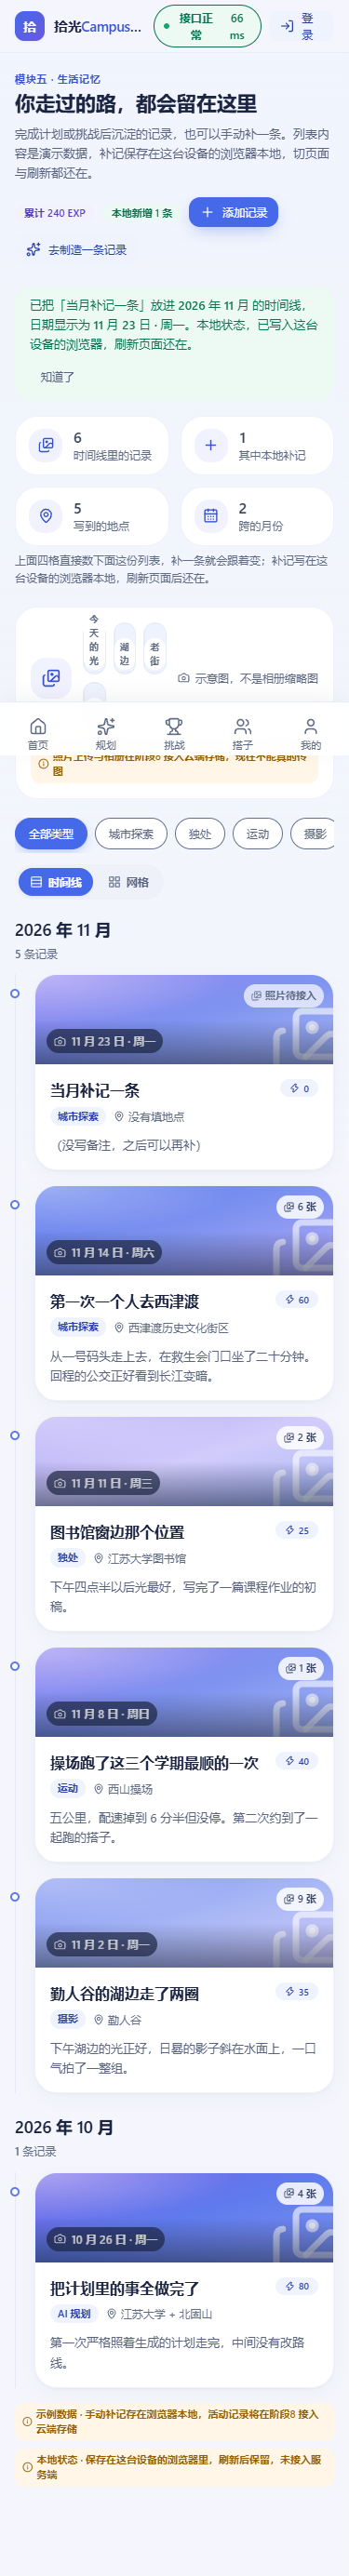 拾 拾光Campus... 接口正常 66 ms 登录
模块五 · 生活记忆
你走过的路，都会留在这里
完成计划或挑战后沉淀的记录，也可以手动补一条。列表内
容是演示数据，补记保存在这台设备的浏览器本地，切页面
与刷新都还在。
累计 240 EXP 本地新增 1 条 添加记录
去制造一条记录
已把「当月补记一条」放进 2026 年 11 月 的时间线，
日期显示为 11 月 23 日 · 周一。本地状态，已写入这台
设备的浏览器，刷新页面还在。
知道了
6
时间线里的记录
1
其中本地补记
5
写到的地点
2
跨的月份
上面四格直接数下面这份列表，补一条就会跟着变；补记写在这
台设备的浏览器本地，刷新页面后还在。
今天的光 湖边 老街
示意图，不是相册缩略图
首页 规划 挑战 搭子 我的
照片上传与相册在阶段8 接入云端存储，现在不能真的传
图
全部类型 城市探索 独处 运动 摄影
时间线 网格
2026 年 11 月
5 条记录
照片待接入
11 月 23 日 · 周一
当月补记一条 0
城市探索 没有填地点
（没写备注，之后可以再补）
6 张
11 月 14 日 · 周六
第一次一个人去西津渡 60
城市探索 西津渡历史文化街区
从一号码头走上去，在救生会门口坐了二十分钟。
回程的公交正好看到长江变暗。
2 张
11 月 11 日 · 周三
图书馆窗边那个位置 25
独处 江苏大学图书馆
下午四点半以后光最好，写完了一篇课程作业的初
稿。
1 张
11 月 8 日 · 周日
操场跑了这三个学期最顺的一次 40
运动 西山操场
五公里，配速掉到 6 分半但没停。第二次约到了一
起跑的搭子。
9 张
11 月 2 日 · 周一
勤人谷的湖边走了两圈 35
摄影 勤人谷
下午湖边的光正好，日晷的影子斜在水面上，一口
气拍了一整组。
2026 年 10 月
1 条记录
4 张
10 月 26 日 · 周一
把计划里的事全做完了 80
AI 规划 江苏大学 + 北固山
第一次严格照着生成的计划走完，中间没有改路
线。
示例数据 · 手动补记存在浏览器本地，活动记录将在阶段8 接入
云端存储
本地状态 · 保存在这台设备的浏览器里，刷新后保留，未接入服
务端